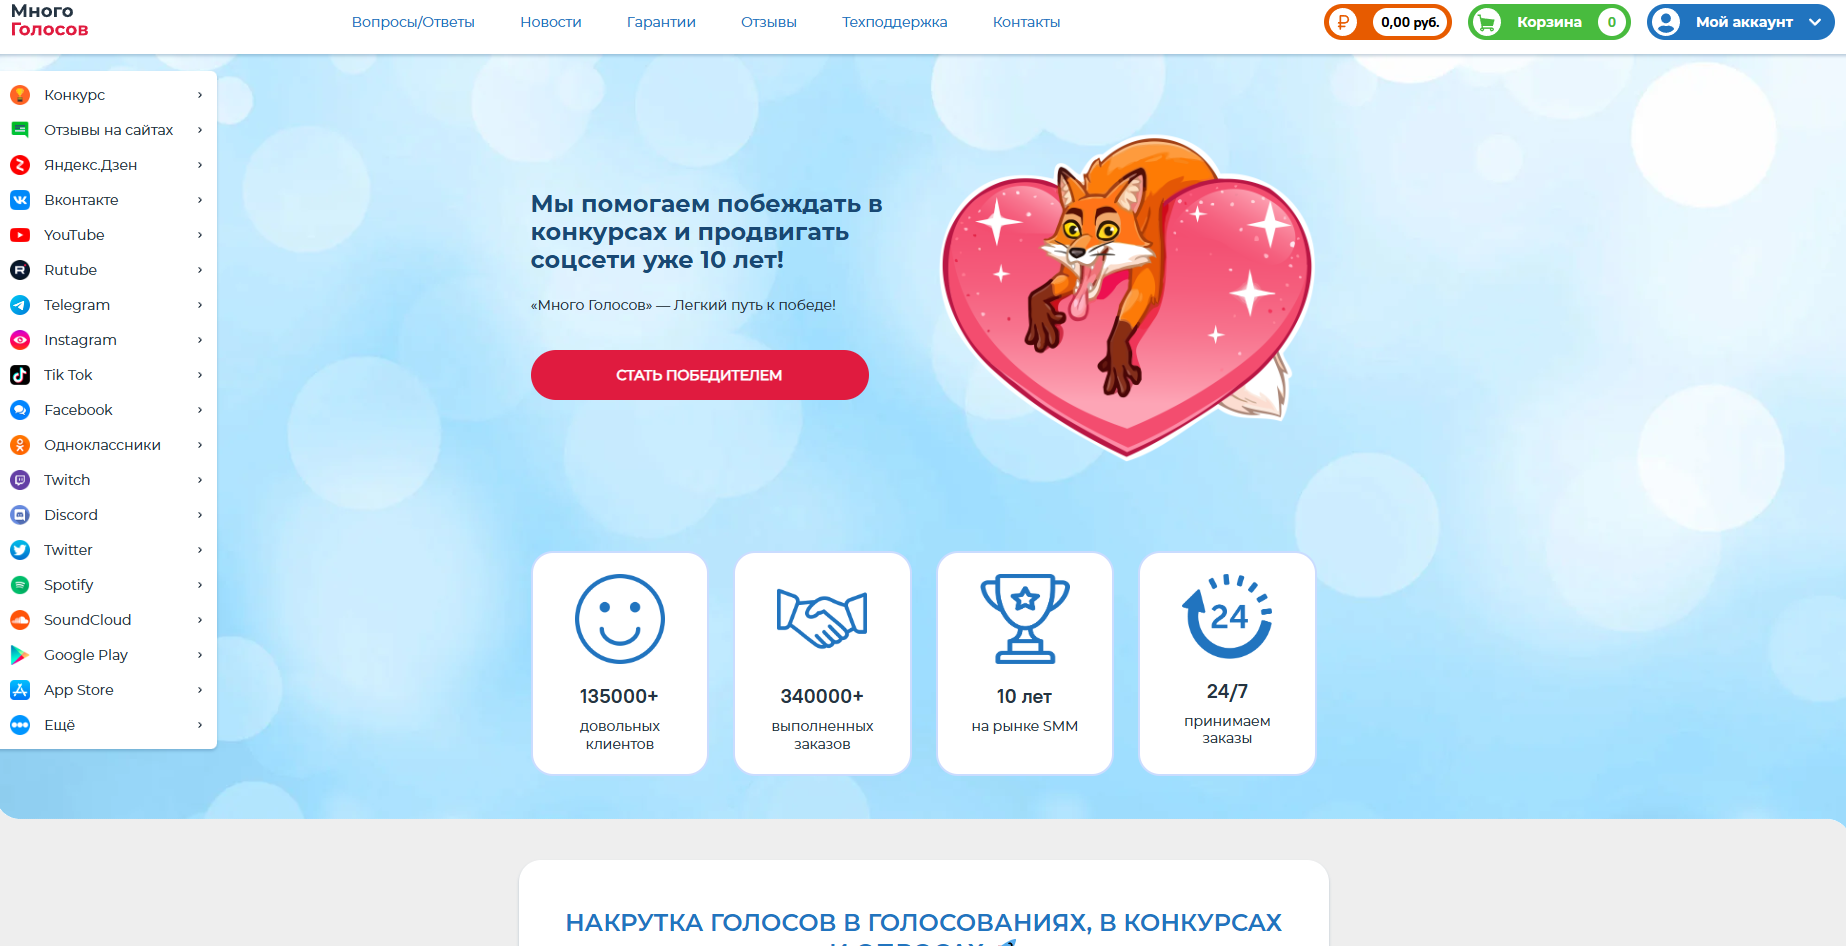 Много
Голосов
Вопросы/Ответы
Новости
Гарантии
Отзывы
Техподдержка
Контакты
0,00 руб.
Корзина
0
Мой аккаунт
Конкурс
Отзывы на сайтах
Яндекс.Дзен
Вконтакте
YouTube
Rutube
Telegram
Instagram
Tik Tok
Facebook
Одноклассники
Twitch
Discord
Twitter
Spotify
SoundCloud
Google Play
App Store
Ещё
Мы помогаем побеждать в
конкурсах и продвигать
соцсети уже 10 лет!
«Много Голосов» — Легкий путь к победе!
СТАТЬ ПОБЕДИТЕЛЕМ
135000+
довольных
клиентов
340000+
выполненных
заказов
10 лет
на рынке SMM
24
24/7
принимаем
заказы
НАКРУТКА ГОЛОСОВ В ГОЛОСОВАНИЯХ, В КОНКУРСАХ
И ОПРОСАХ